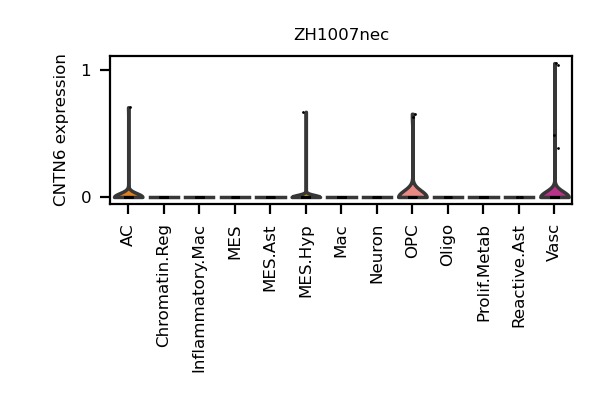 ZH1007nec
CNTN6 expression
1
0
AC
Chromatin.Reg
Inflammatory.Mac
MES
MES.Ast
MES.Hyp
Mac
Neuron
OPC
Oligo
Prolif.Metab
Reactive.Ast
Vasc